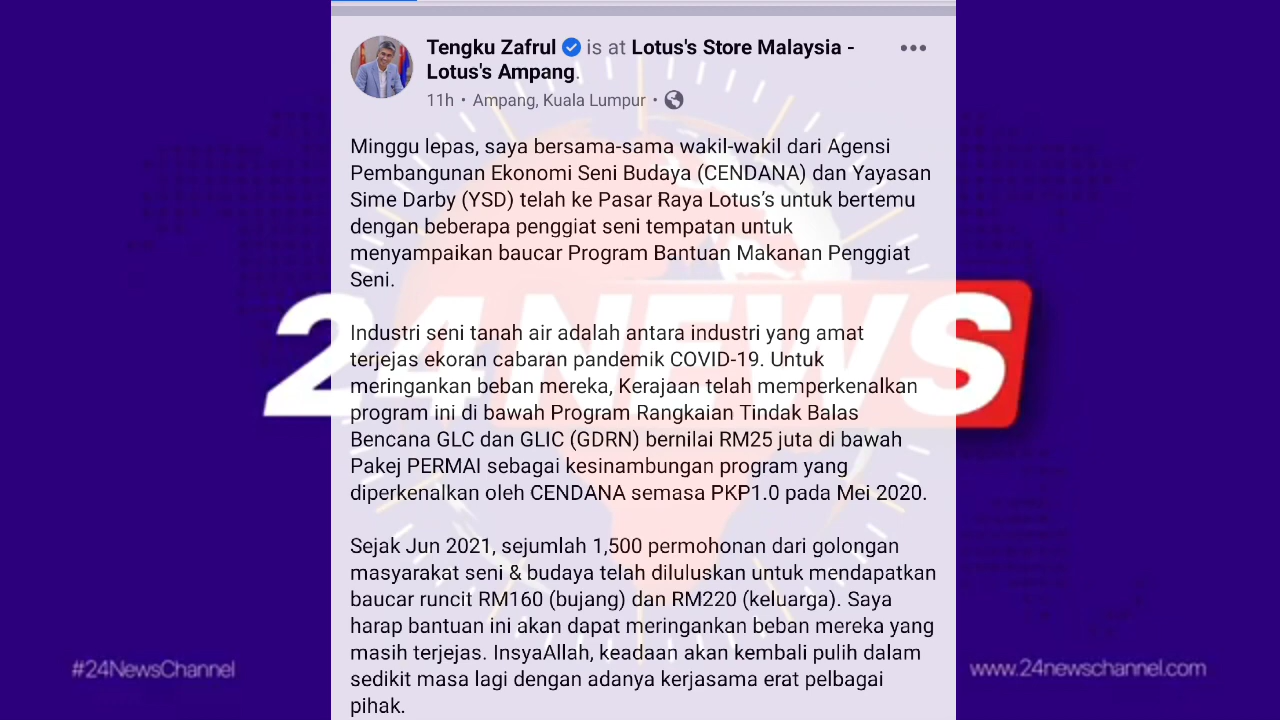 Tengku Zafrul is at Lotus's Store Malaysia -
Lotus's Ampang.
11h • Ampang, Kuala Lumpur •
Minggu lepas, saya bersama-sama wakil-wakil dari Agensi
Pembangunan Ekonomi Seni Budaya (CENDANA) dan Yayasan
Sime Darby (YSD) telah ke Pasar Raya Lotus’s untuk bertemu
dengan beberapa penggiat seni tempatan untuk
menyampaikan baucar Program Bantuan Makanan Penggiat
Seni.
24NEWS
Industri seni tanah air adalah antara industri yang amat
terjejas ekoran cabaran pandemik COVID-19. Untuk
meringankan beban mereka, Kerajaan telah memperkenalkan
program ini di bawah Program Rangkaian Tindak Balas
Bencana GLC dan GLIC (GDRN) bernilai RM25 juta di bawah
Pakej PERMAI sebagai kesinambungan program yang
diperkenalkan oleh CENDANA semasa PKP1.0 pada Mei 2020.
Sejak Jun 2021, sejumlah 1,500 permohonan dari golongan
masyarakat seni & budaya telah diluluskan untuk mendapatkan
baucar runcit RM160 (bujang) dan RM220 (keluarga). Saya
harap bantuan ini akan dapat meringankan beban mereka yang
masih terjejas. InsyaAllah, keadaan akan kembali pulih dalam
sedikit masa lagi dengan adanya kerjasama erat pelbagai
pihak.
#24NewsChannel
www.24newschannel.com